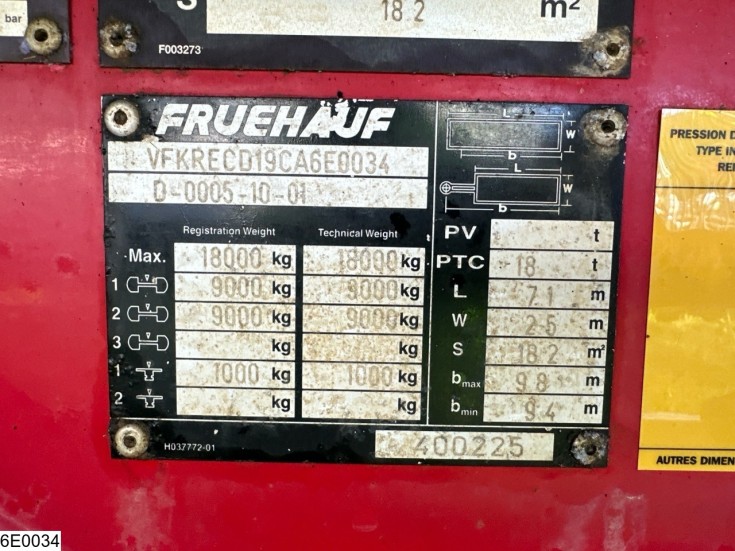 bar
S 18.2 m²
F003273
FRUEHAUF
VFKRECD19CA6E0034
D-0005-10-01
Registration Weight Technical Weight
Max. 18000 kg 18000 kg
1 9000 kg 9000 kg
2 9000 kg 9000 kg
3 kg kg
1 1000 kg 1000 kg
2 kg kg
L
W
b
L
W
b
PV t
PTC 18 t
L 7.1 m
W 2.5 m
S 18.2 m²
bmax 9.8 m
bmin 9.4 m
H037772-01
400225
PRESSION D
TYPE IN
REI
AUTRES DIMEN
6E0034